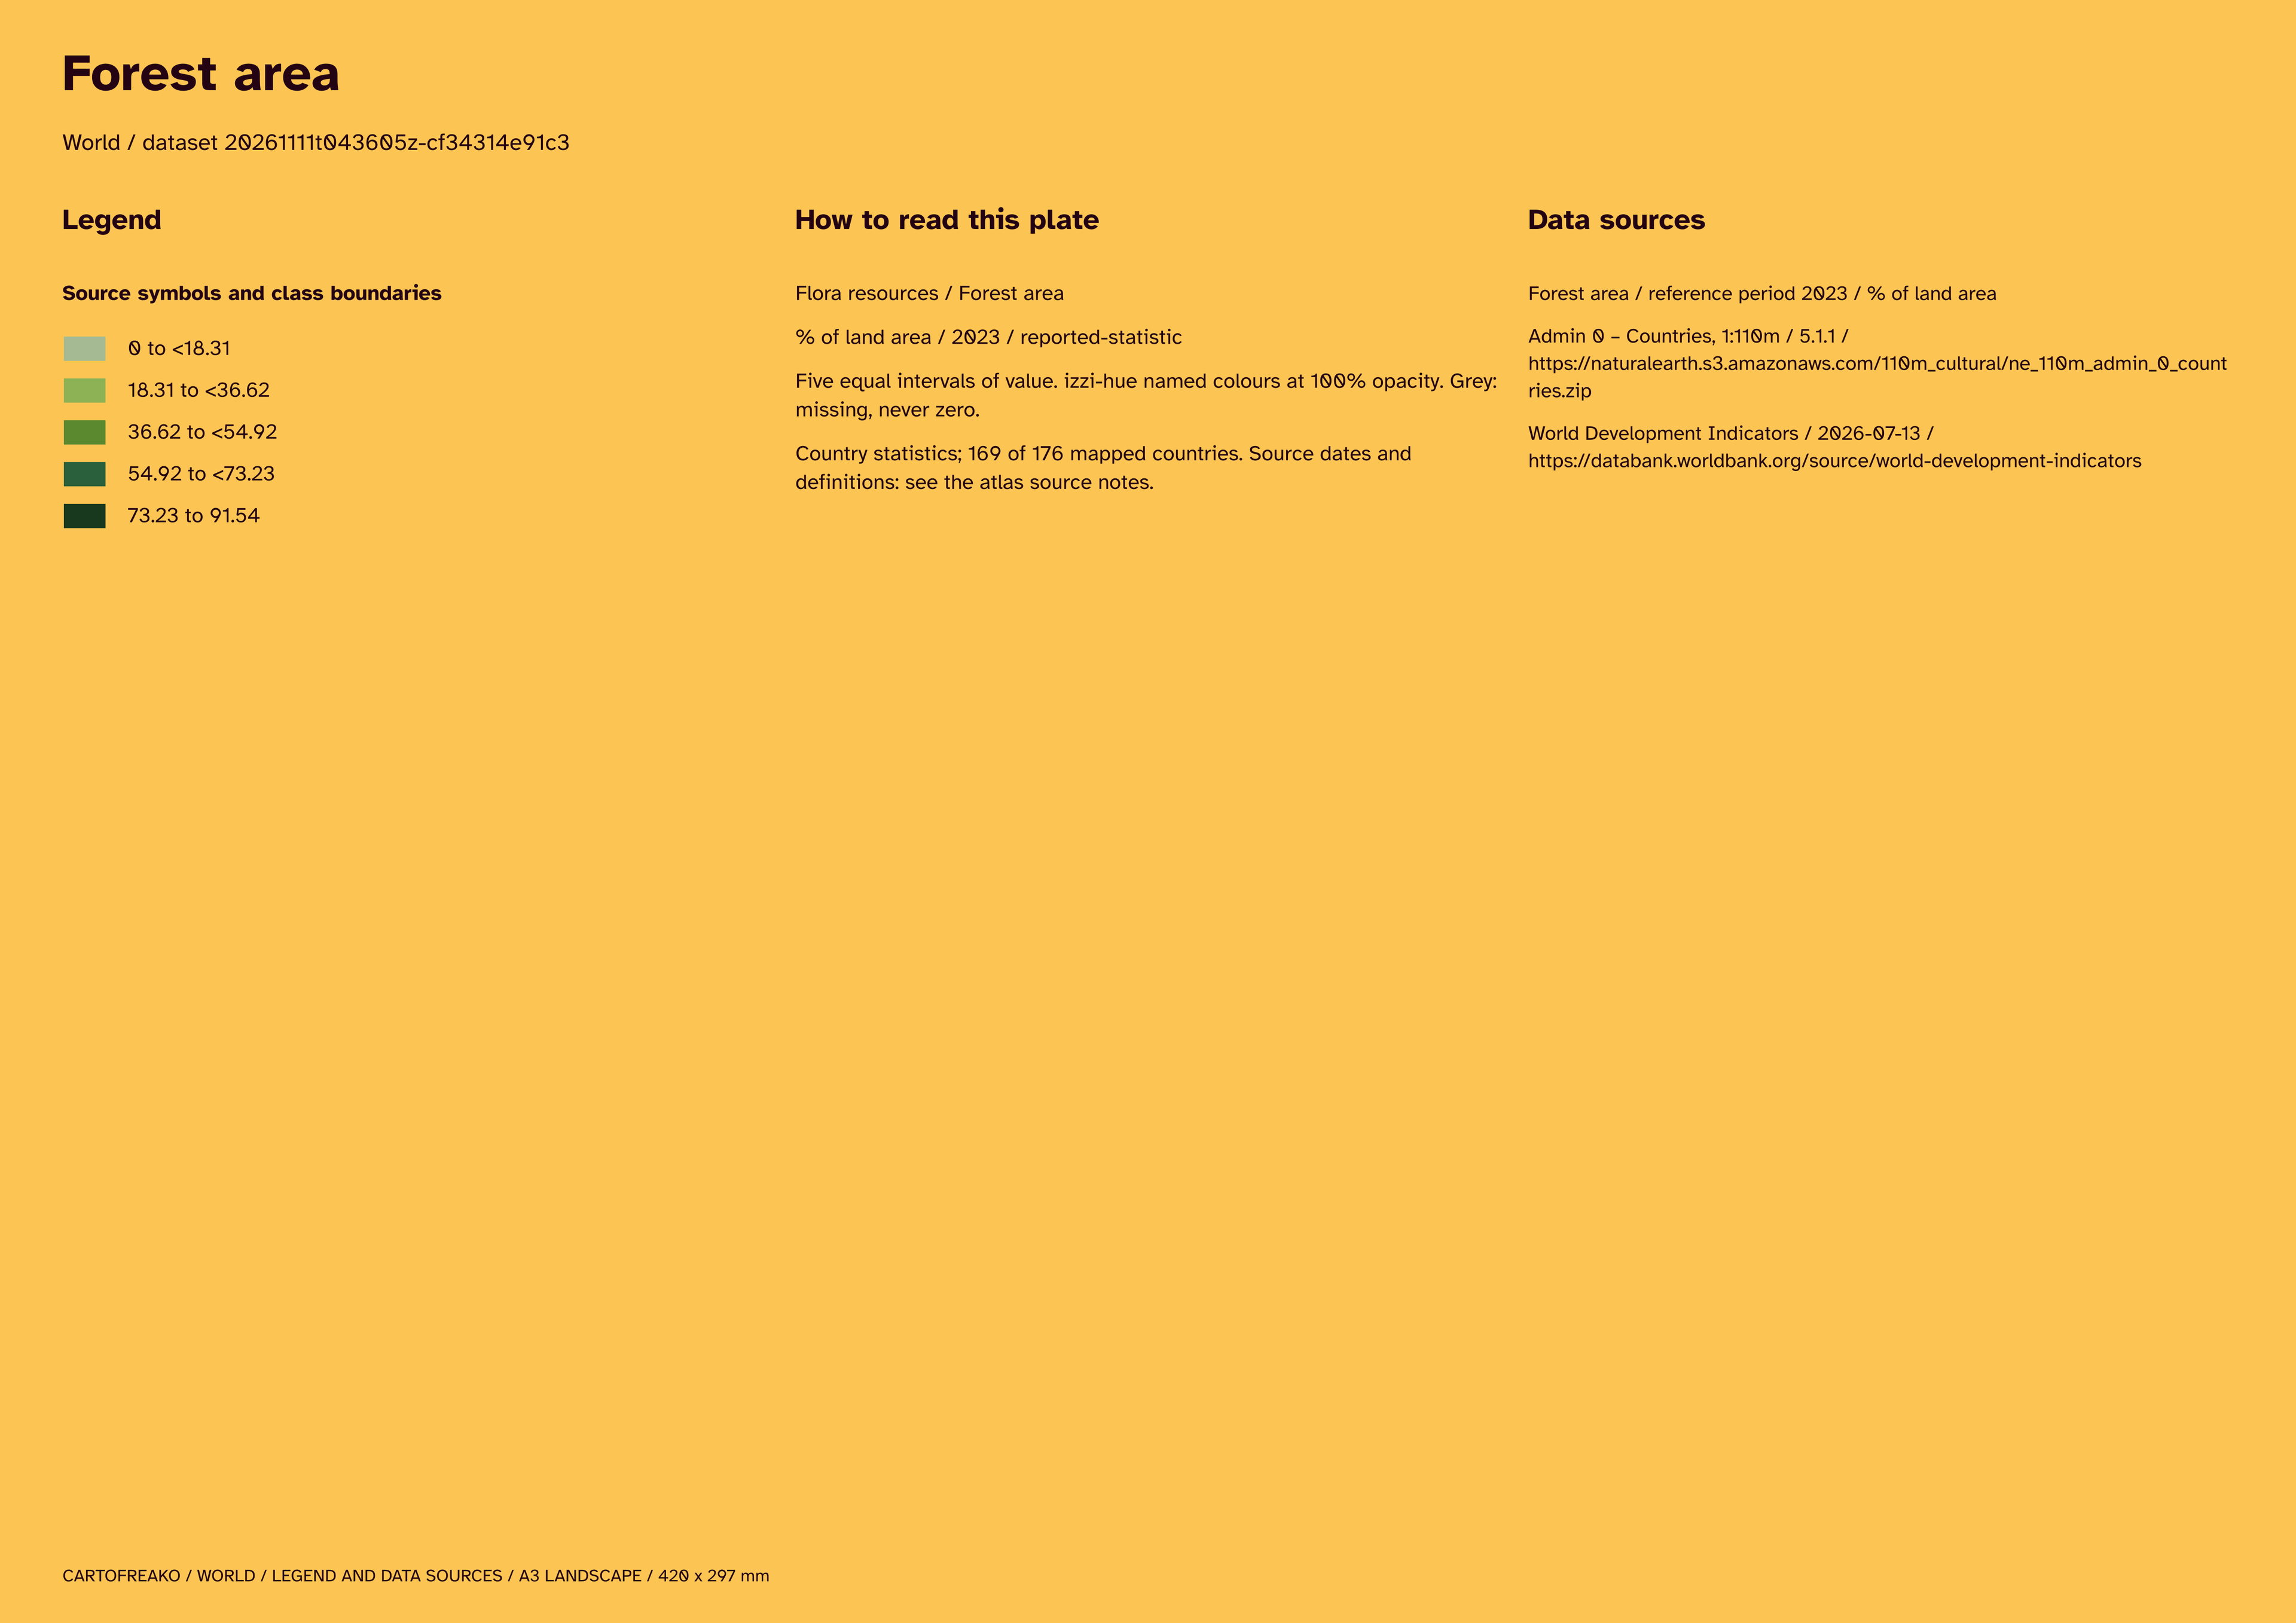 Forest area
World / dataset 20261111t043605z-cf34314e91c3
Legend
Source symbols and class boundaries
0 to <18.31
18.31 to <36.62
36.62 to <54.92
54.92 to <73.23
73.23 to 91.54
How to read this plate
Flora resources / Forest area
% of land area / 2023 / reported-statistic
Five equal intervals of value. izzi-hue named colours at 100% opacity. Grey:
missing, never zero.
Country statistics; 169 of 176 mapped countries. Source dates and
definitions: see the atlas source notes.
Data sources
Forest area / reference period 2023 / % of land area
Admin 0 – Countries, 1:110m / 5.1.1 /
https://naturalearth.s3.amazonaws.com/110m_cultural/ne_110m_admin_0_count
ries.zip
World Development Indicators / 2026-07-13 /
https://databank.worldbank.org/source/world-development-indicators
CARTOFREAKO / WORLD / LEGEND AND DATA SOURCES / A3 LANDSCAPE / 420 x 297 mm